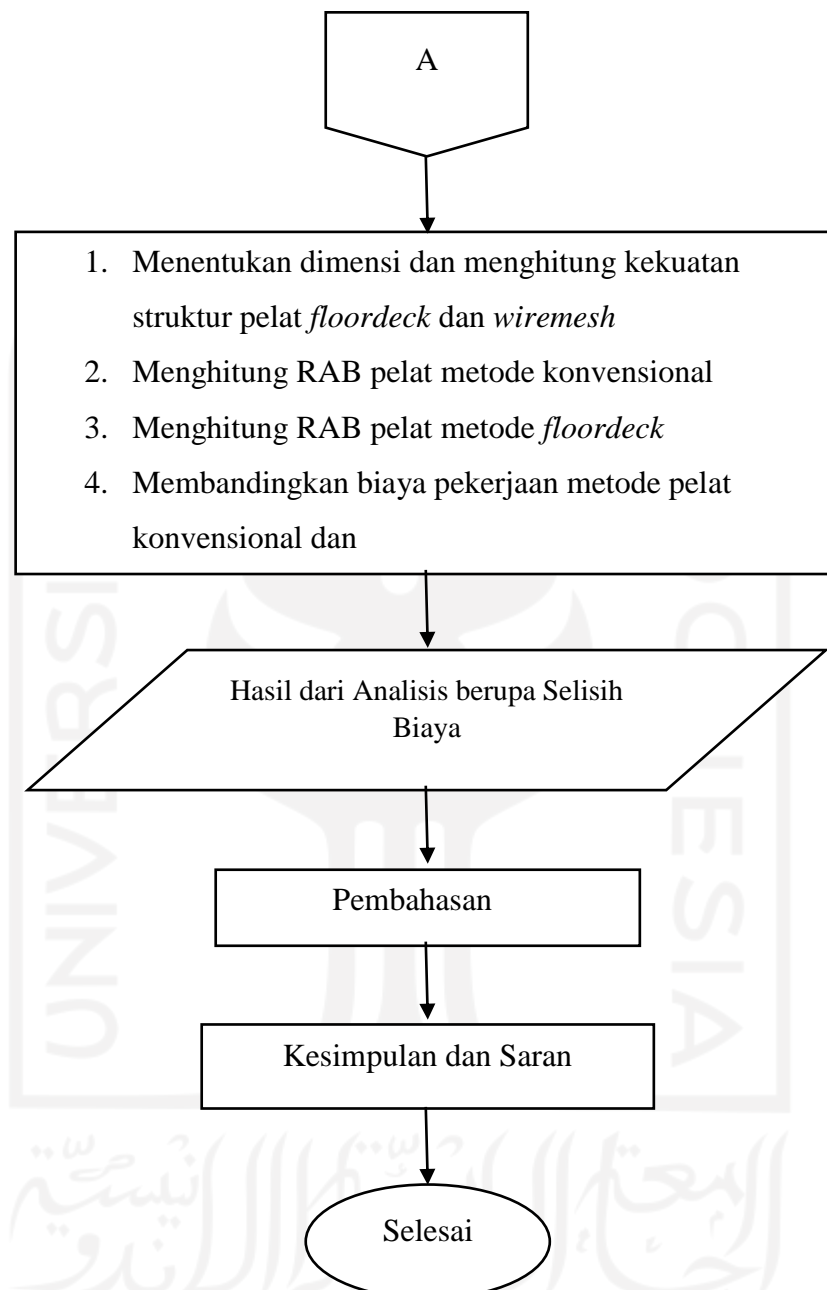 A
1. Menentukan dimensi dan menghitung kekuatan
struktur pelat floordeck dan wiremesh
2. Menghitung RAB pelat metode konvensional
3. Menghitung RAB pelat metode floordeck
4. Membandingkan biaya pekerjaan metode pelat
konvensional dan
Hasil dari Analisis berupa Selisih
Biaya
Pembahasan
Kesimpulan dan Saran
Selesai